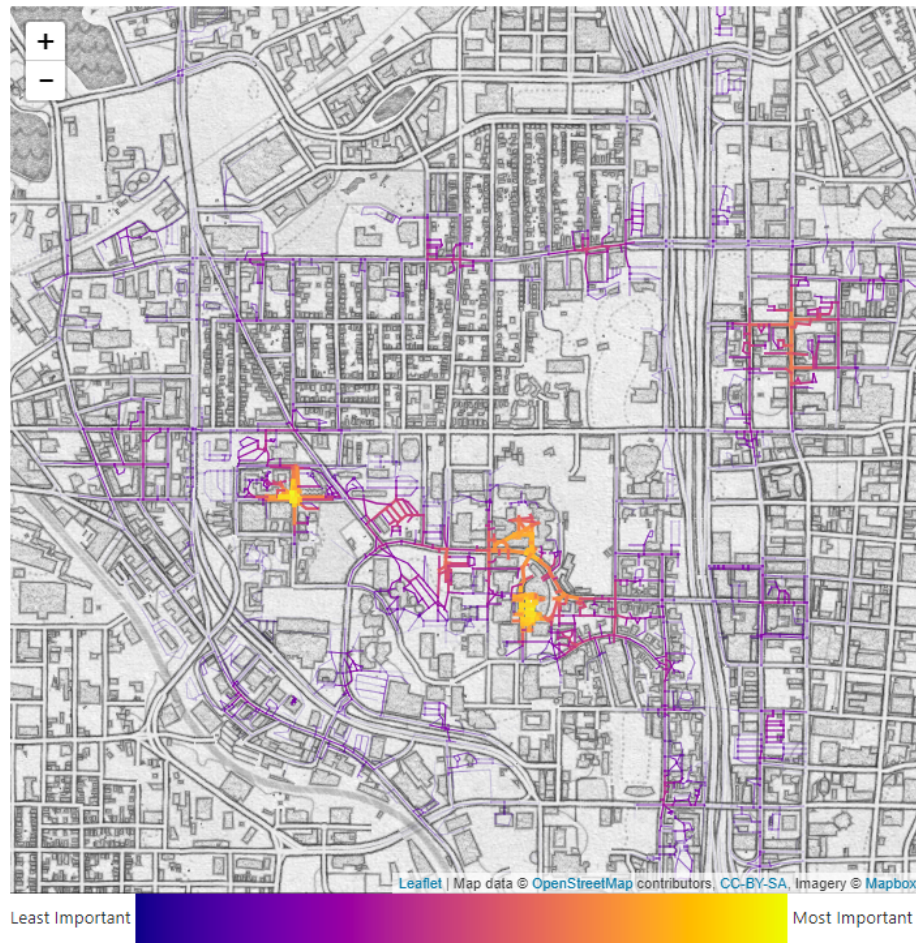 +
−
Leaflet | Map data © OpenStreetMap contributors, CC-BY-SA, Imagery © Mapbox
Least Important Most Important